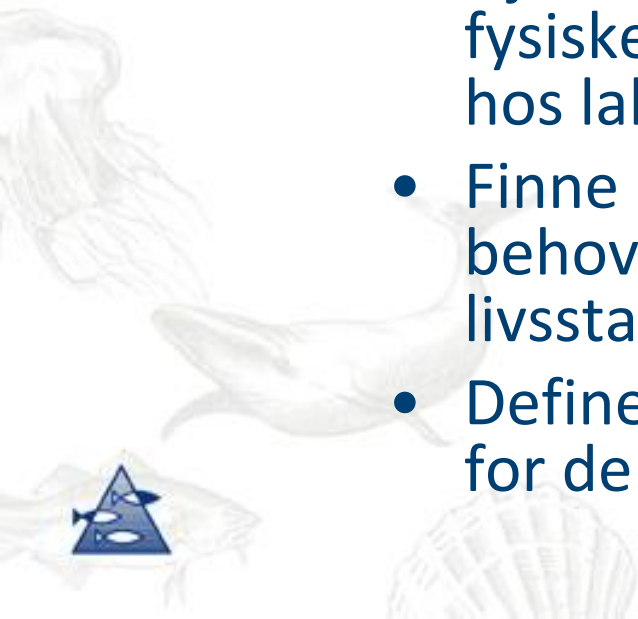 fysiske
hos la
• Finne
behov
livssta
• Define
for de